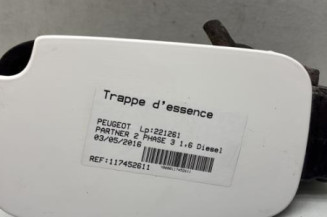 Trappe d'essence
PEUGEOT Lp:221261
PARTNER 2 PHASE 3 1.6 Diesel
03/05/2016
REF:117452611